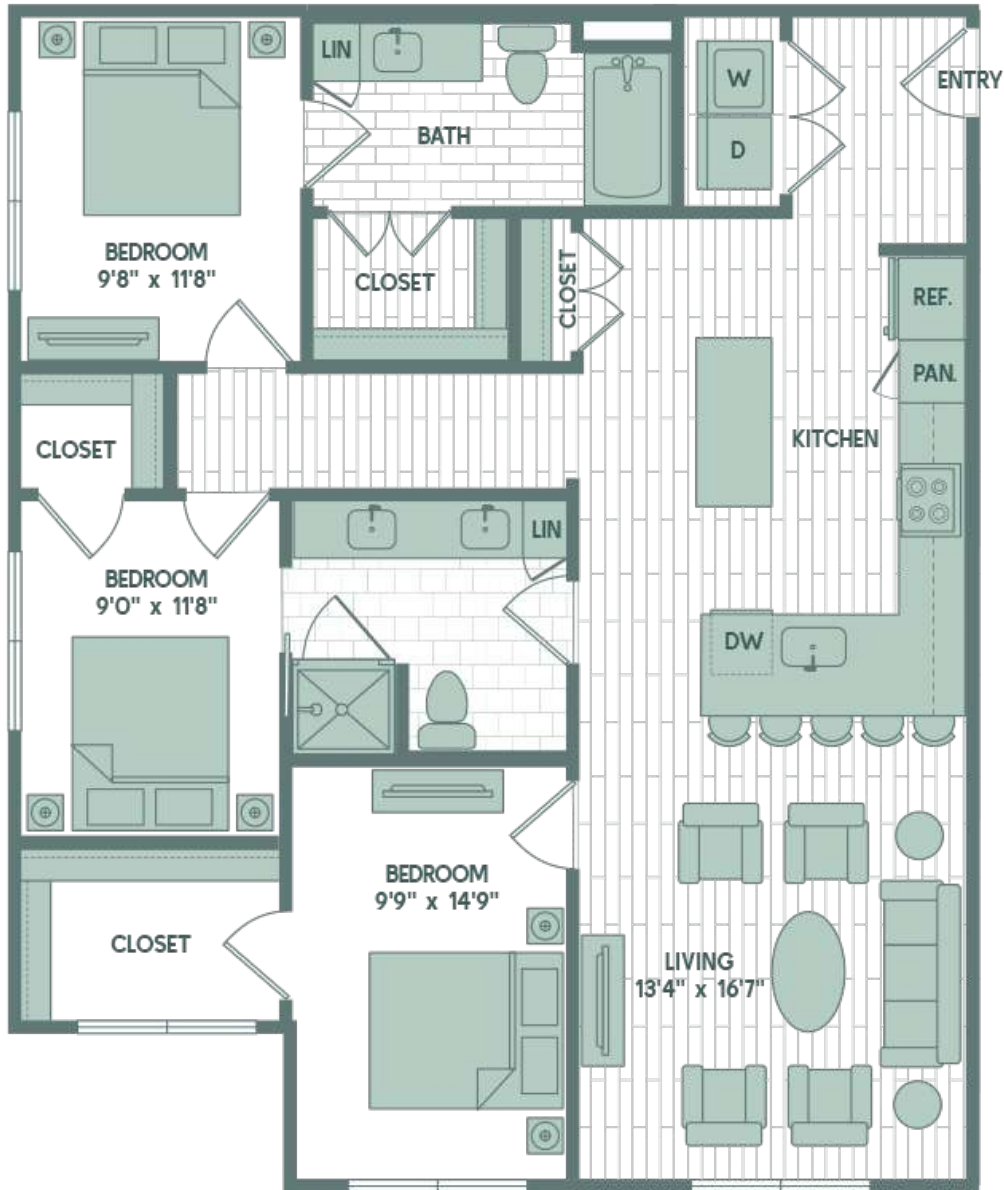 LIN
W
ENTRY
BATH
D
BEDROOM
9'8" x 11'8"
CLOSET
CLOSET
REF.
PAN.
CLOSET
KITCHEN
LIN
BEDROOM
9'0" x 11'8"
DW
BEDROOM
9'9" x 14'9"
CLOSET
LIVING
13'4" x 16'7"